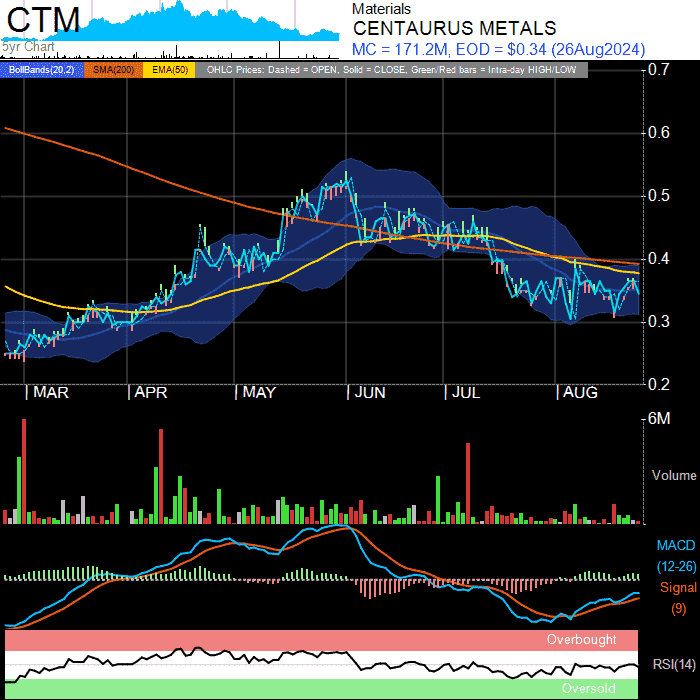 CTM
5yr Chart
Materials
CENTAURUS METALS
MC = 171.2M, EOD = $0.34 (26Aug2024)
BollBands(20,2) SMA(200) EMA(50) OHLC Prices: Dashed = OPEN, Solid = CLOSE, Green/Red bars = Intra-day HIGH/LOW
0.7
0.6
0.5
0.4
0.3
0.2
MAR APR MAY JUN JUL AUG
6M
Volume
MACD
(12-26)
Signal
(9)
Overbought
RSI(14)
Oversold